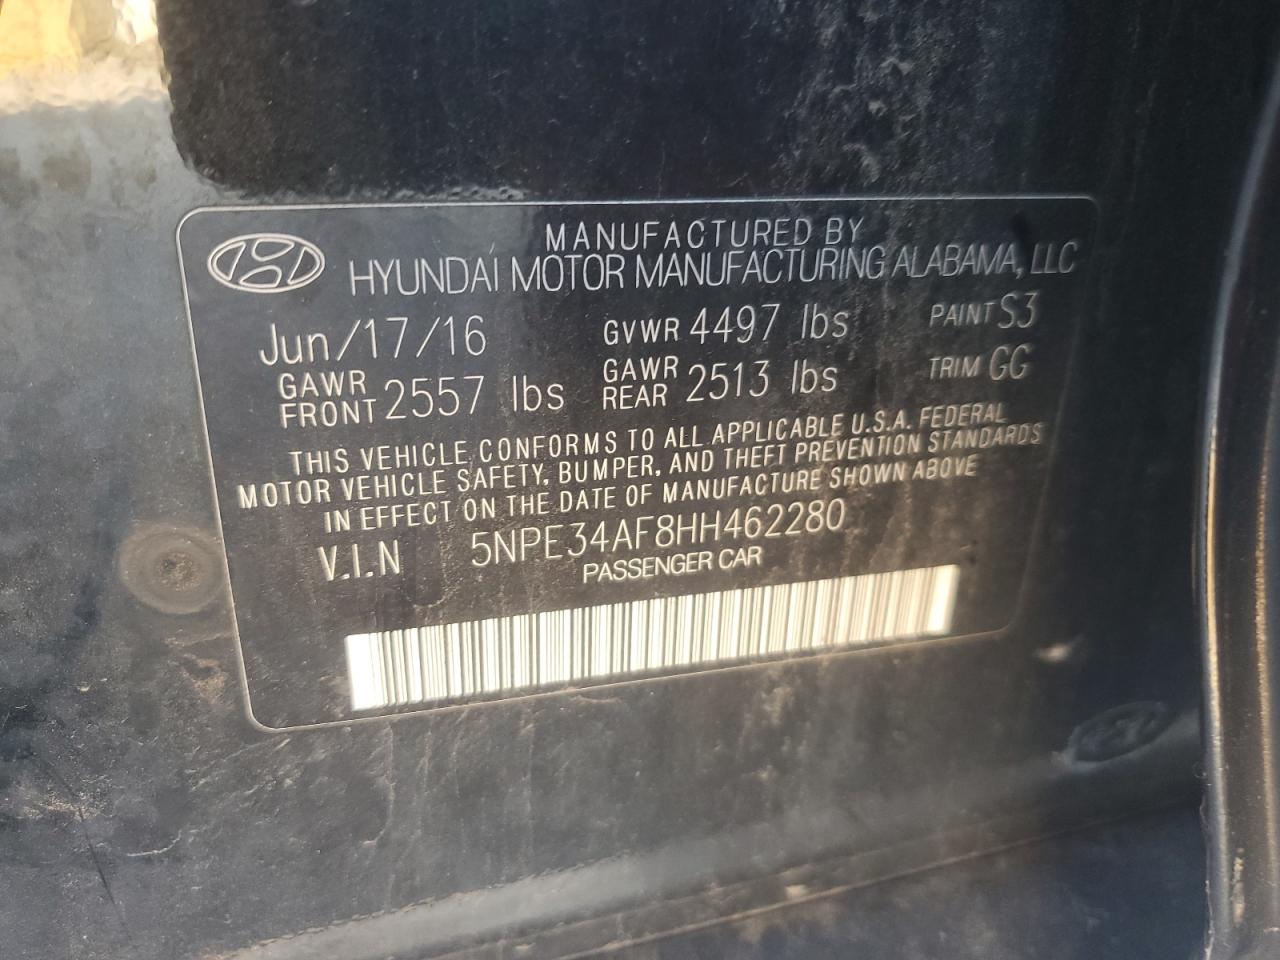 MANUFACTURED BY
HYUNDAI MOTOR MANUFACTURING ALABAMA, LLC
Jun/17/16 GVWR 4497 lbs PAINT S3
GAWR FRONT 2557 lbs GAWR REAR 2513 lbs TRIM GG
THIS VEHICLE CONFORMS TO ALL APPLICABLE U.S.A. FEDERAL
MOTOR VEHICLE SAFETY, BUMPER, AND THEFT PREVENTION STANDARDS
IN EFFECT ON THE DATE OF MANUFACTURE SHOWN ABOVE
V.I.N 5NPE34AF8HH462280
PASSENGER CAR